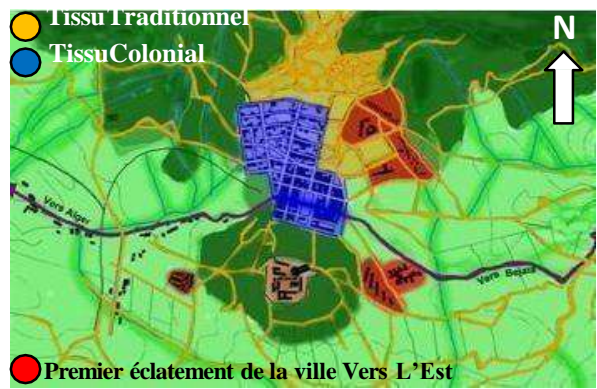 TissuTraditionnel
TissuColonial
N
Vers Alger
Vers Bejaia
Premier éclatement de la ville Vers L'Est